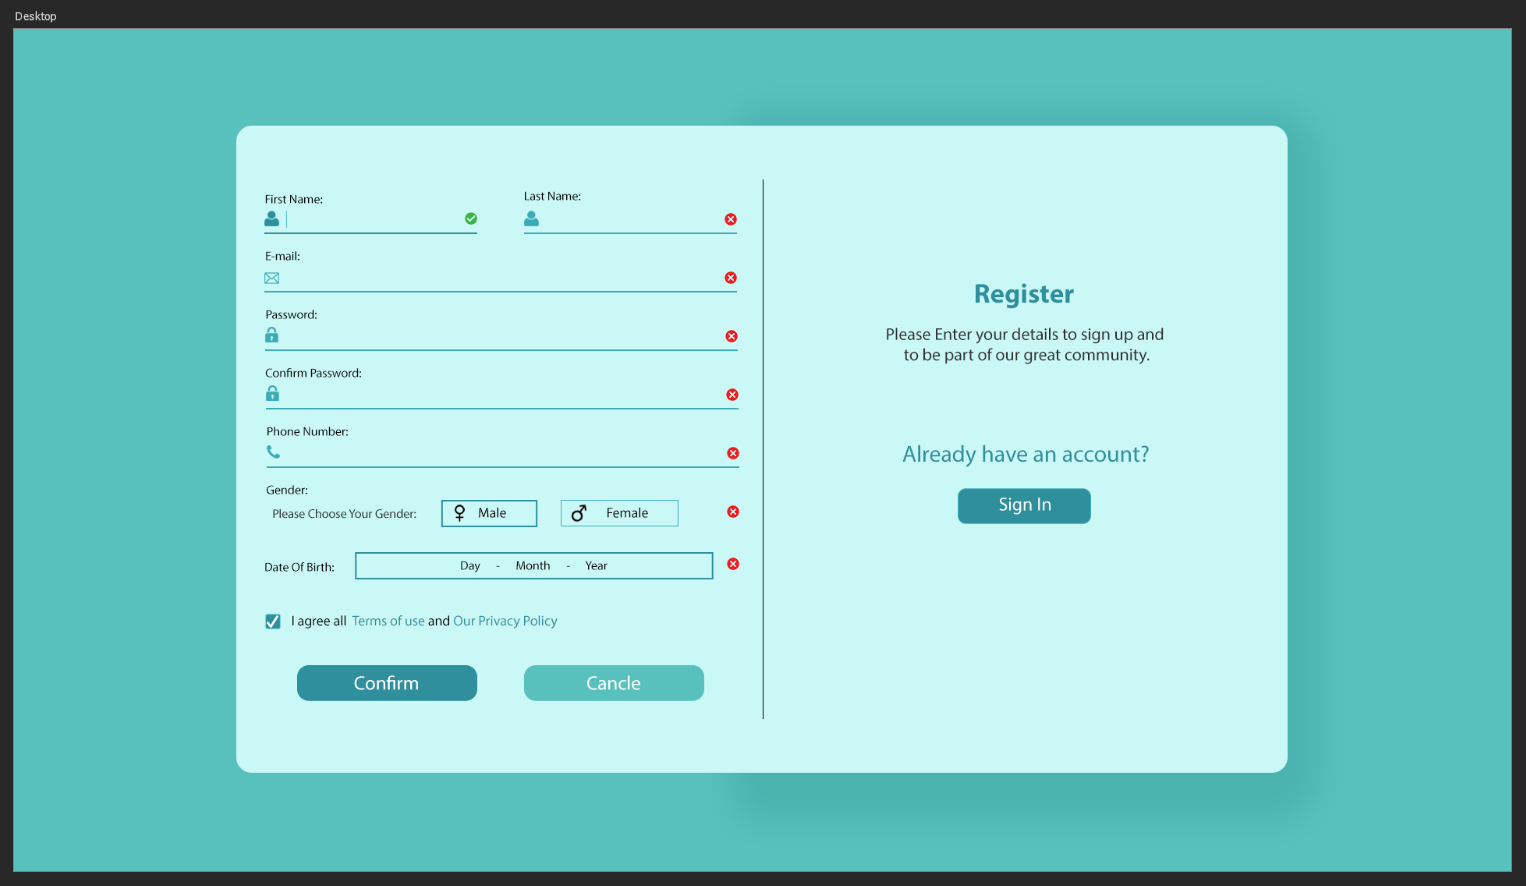 Desktop
First Name:
Last Name:
E-mail:
Password:
Confirm Password:
Phone Number:
Gender:
Please Choose Your Gender:
Male
Female
Date Of Birth:
Day - Month - Year
I agree all Terms of use and Our Privacy Policy
Confirm
Cancle
Register
Please Enter your details to sign up and
to be part of our great community.
Already have an account?
Sign In